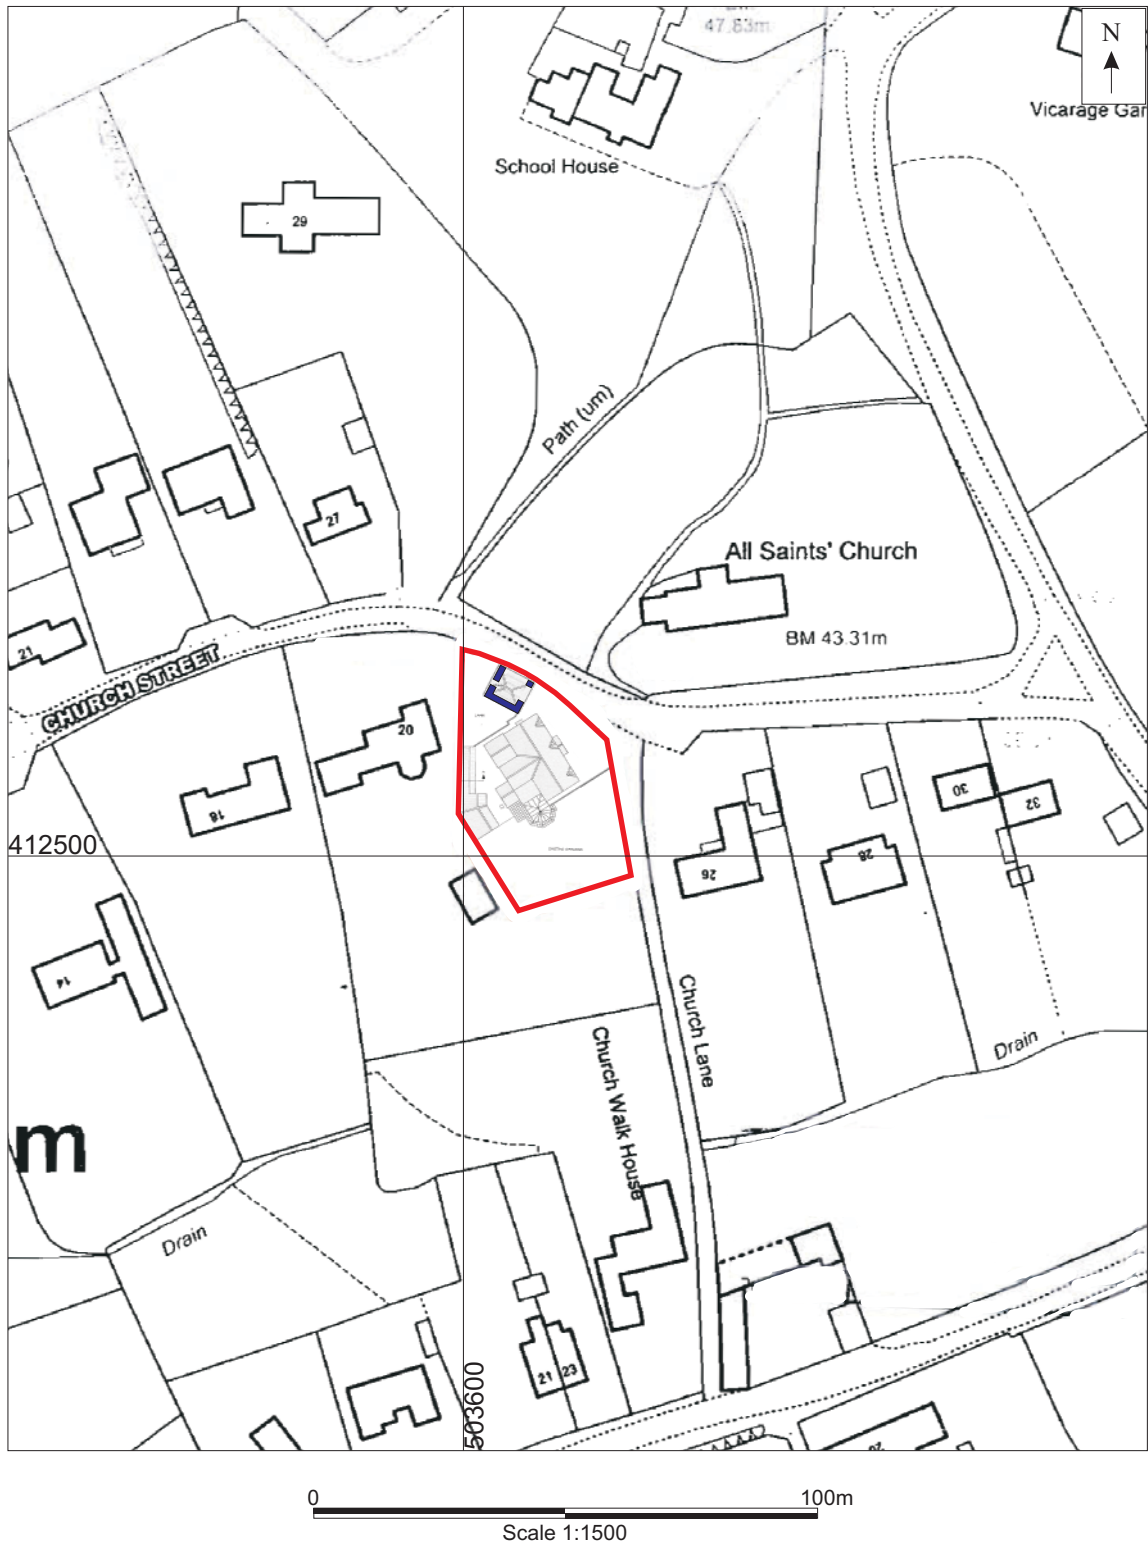 47.83m
N
Vicarage Gar
School House
29
Path (um)
27
All Saints' Church
BM 43.31m
21
CHURCH STREET
20
18
30
32
412500
26
28
14
Church Lane
Church Walk House
Drain
m
Drain
21
23
503600
0
100m
Scale 1:1500